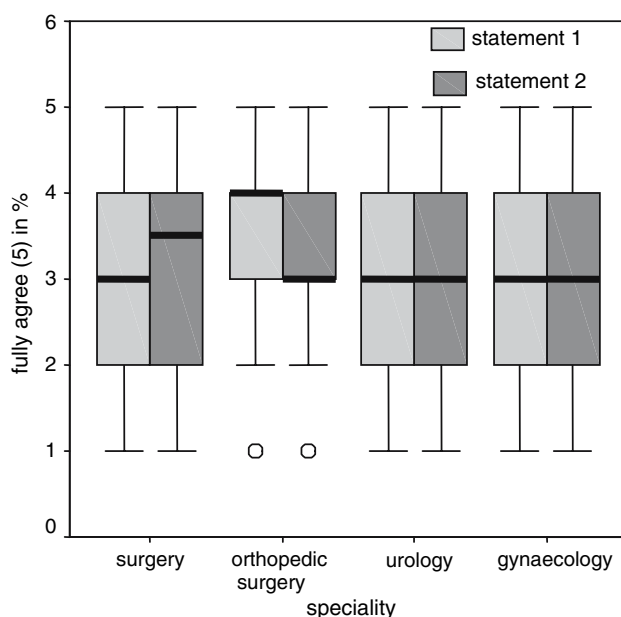 6
5
4
3
2
1
0
fully agree (5) in %
statement 1
statement 2
surgery
orthopedic
surgery
urology
gynaecology
speciality